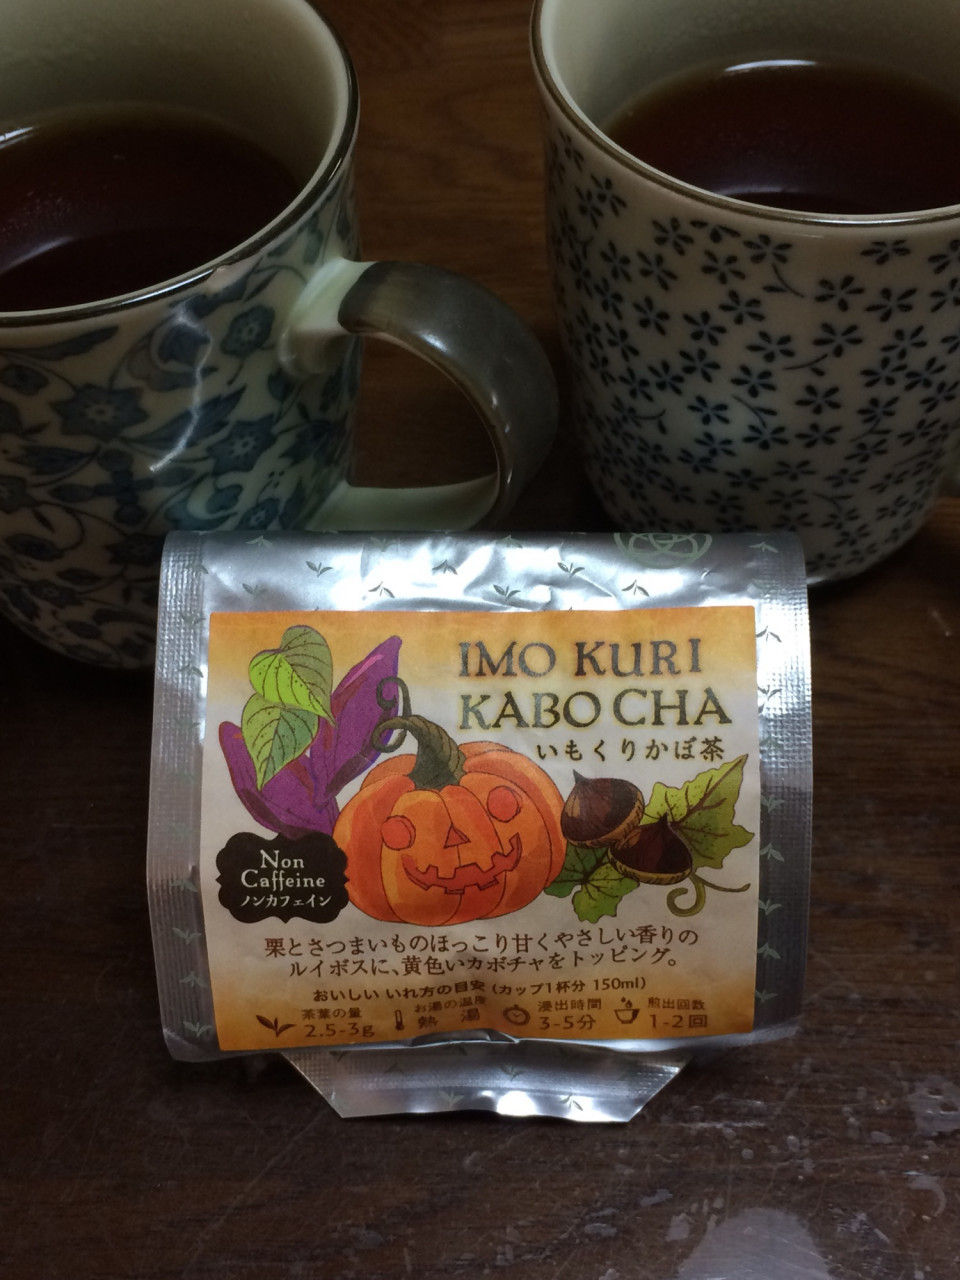 IMO KURI
KABOCHA
いもくりかぼ茶
Non
Caffeine
ノンカフェイン
栗とさつまいものほっこり甘くやさしい香りの
ルイボスに、黄色いカボチャをトッピング。
おいしい いれ方の目安 (カップ1杯分 150ml)
茶葉の量
2.5-3g
お湯の温度
熱 湯
浸出時間
3-5分
煎出回数
1-2回